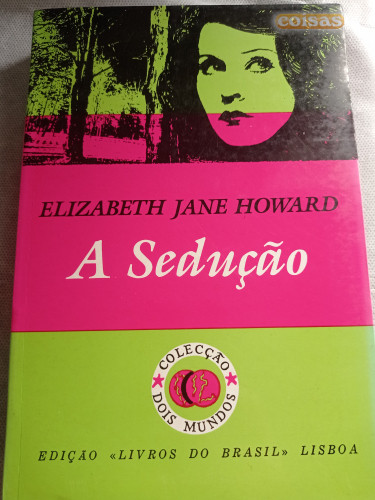 coisas
ELIZABETH JANE HOWARD
A Sedução
COLECÇÃO
DOIS MUNDOS
EDIÇÃO «LIVROS DO BRASIL» LISBOA